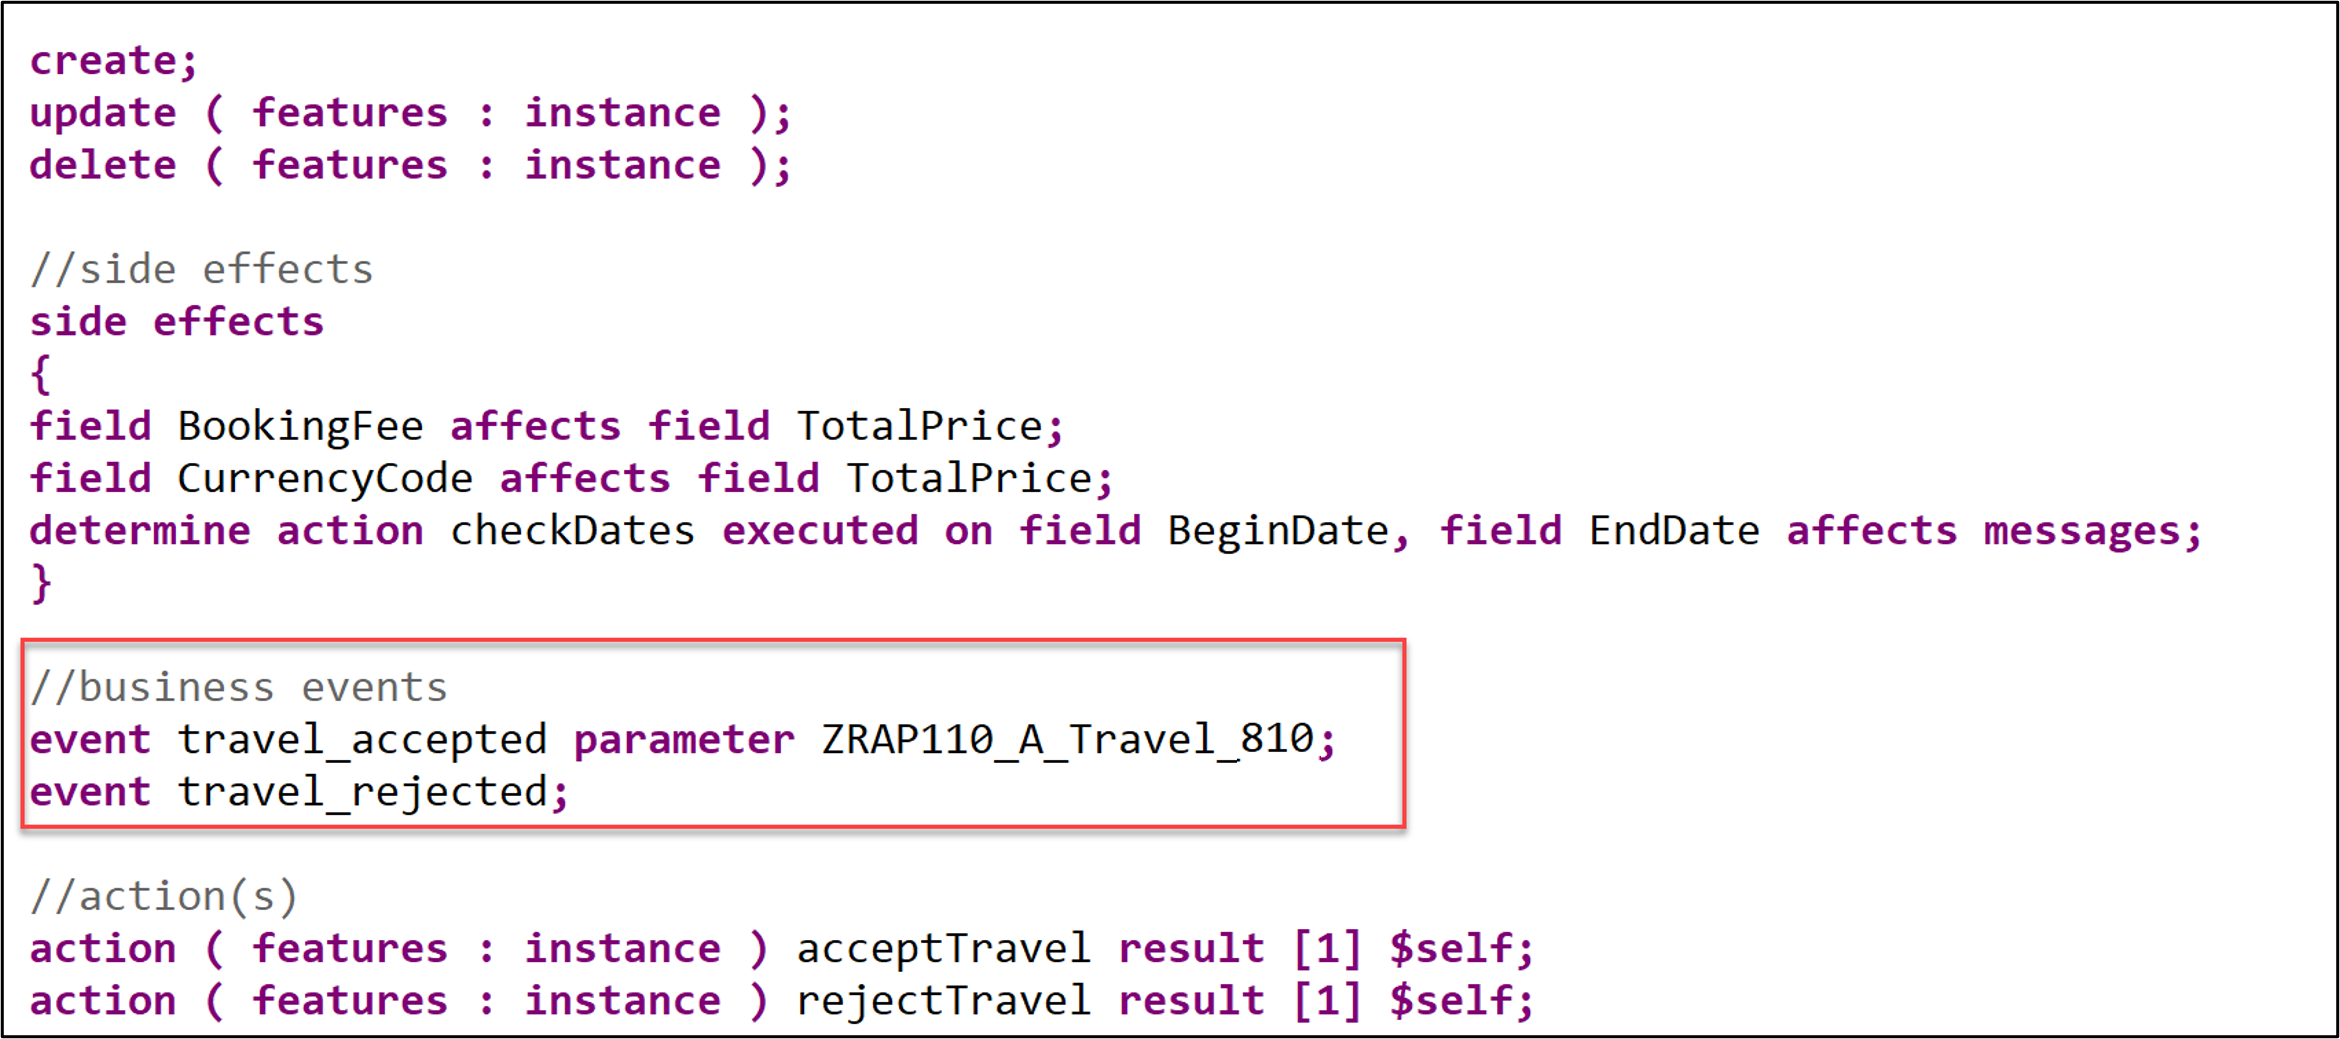 create;
update ( features : instance );
delete ( features : instance );
//side effects
side effects
{
field BookingFee affects field TotalPrice;
field CurrencyCode affects field TotalPrice;
determine action checkDates executed on field BeginDate, field EndDate affects messages;
}
//business events
event travel_accepted parameter ZRAP110_A_Travel_810;
event travel_rejected;
//action(s)
action ( features : instance ) acceptTravel result [1] $self;
action ( features : instance ) rejectTravel result [1] $self;